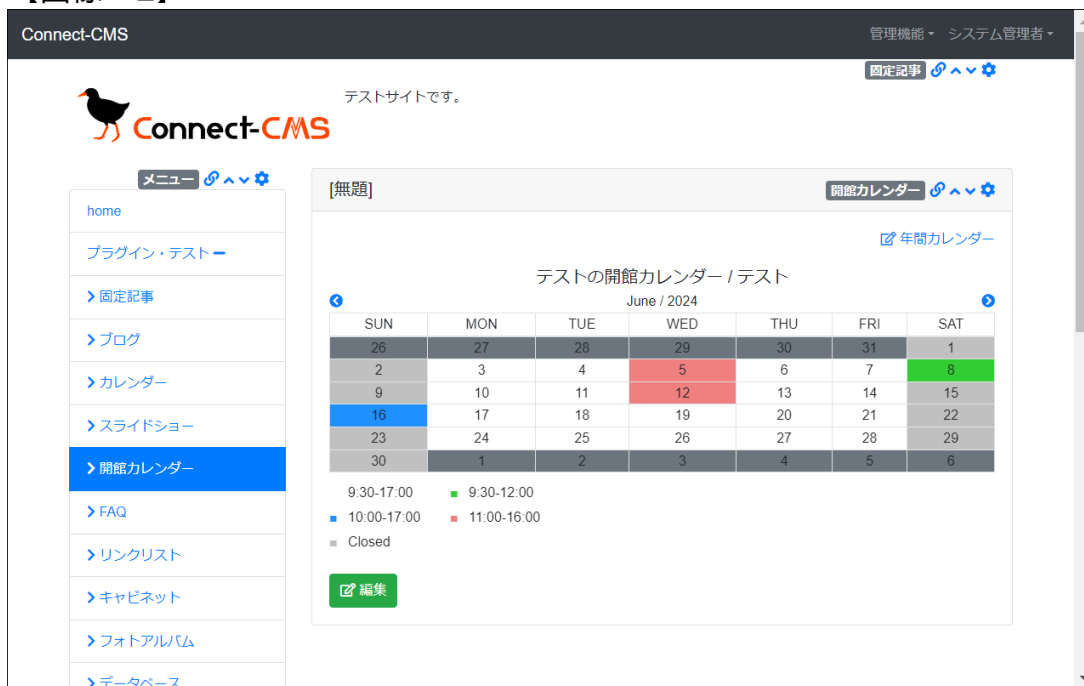 Connect-CMS
管理機能 システム管理者
固定記事
テストサイトです。
Connect-CMS
メニュー
home
プラグイン・テスト
固定記事
ブログ
カレンダー
スライドショー
開館カレンダー
FAQ
リンクリスト
キャビネット
フォトアルバム
データベース
[無題]
開館カレンダー
年間カレンダー
テストの開館カレンダー / テスト
June / 2024
SUN MON TUE WED THU FRI SAT
26 27 28 29 30 31 1
2 3 4 5 6 7 8
9 10 11 12 13 14 15
16 17 18 19 20 21 22
23 24 25 26 27 28 29
30 1 2 3 4 5 6
9:30-17:00 9:30-12:00
10:00-17:00 11:00-16:00
Closed
編集